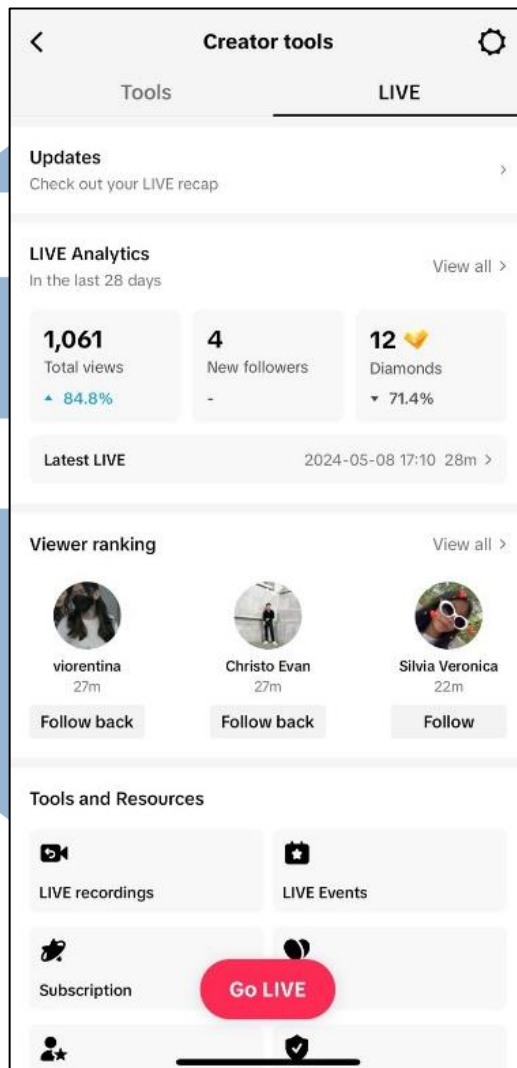 Creator tools
Tools LIVE
Updates
Check out your LIVE recap
LIVE Analytics
View all >
In the last 28 days
1,061 4 12
Total views New followers Diamonds
▲ 84.8% - ▼ 71.4%
Latest LIVE 2024-05-08 17:10 28m >
Viewer ranking View all >
viorentina Christo Evan Silvia Veronica
27m 27m 22m
Follow back Follow back Follow
Tools and Resources
LIVE recordings LIVE Events
Subscription Go LIVE